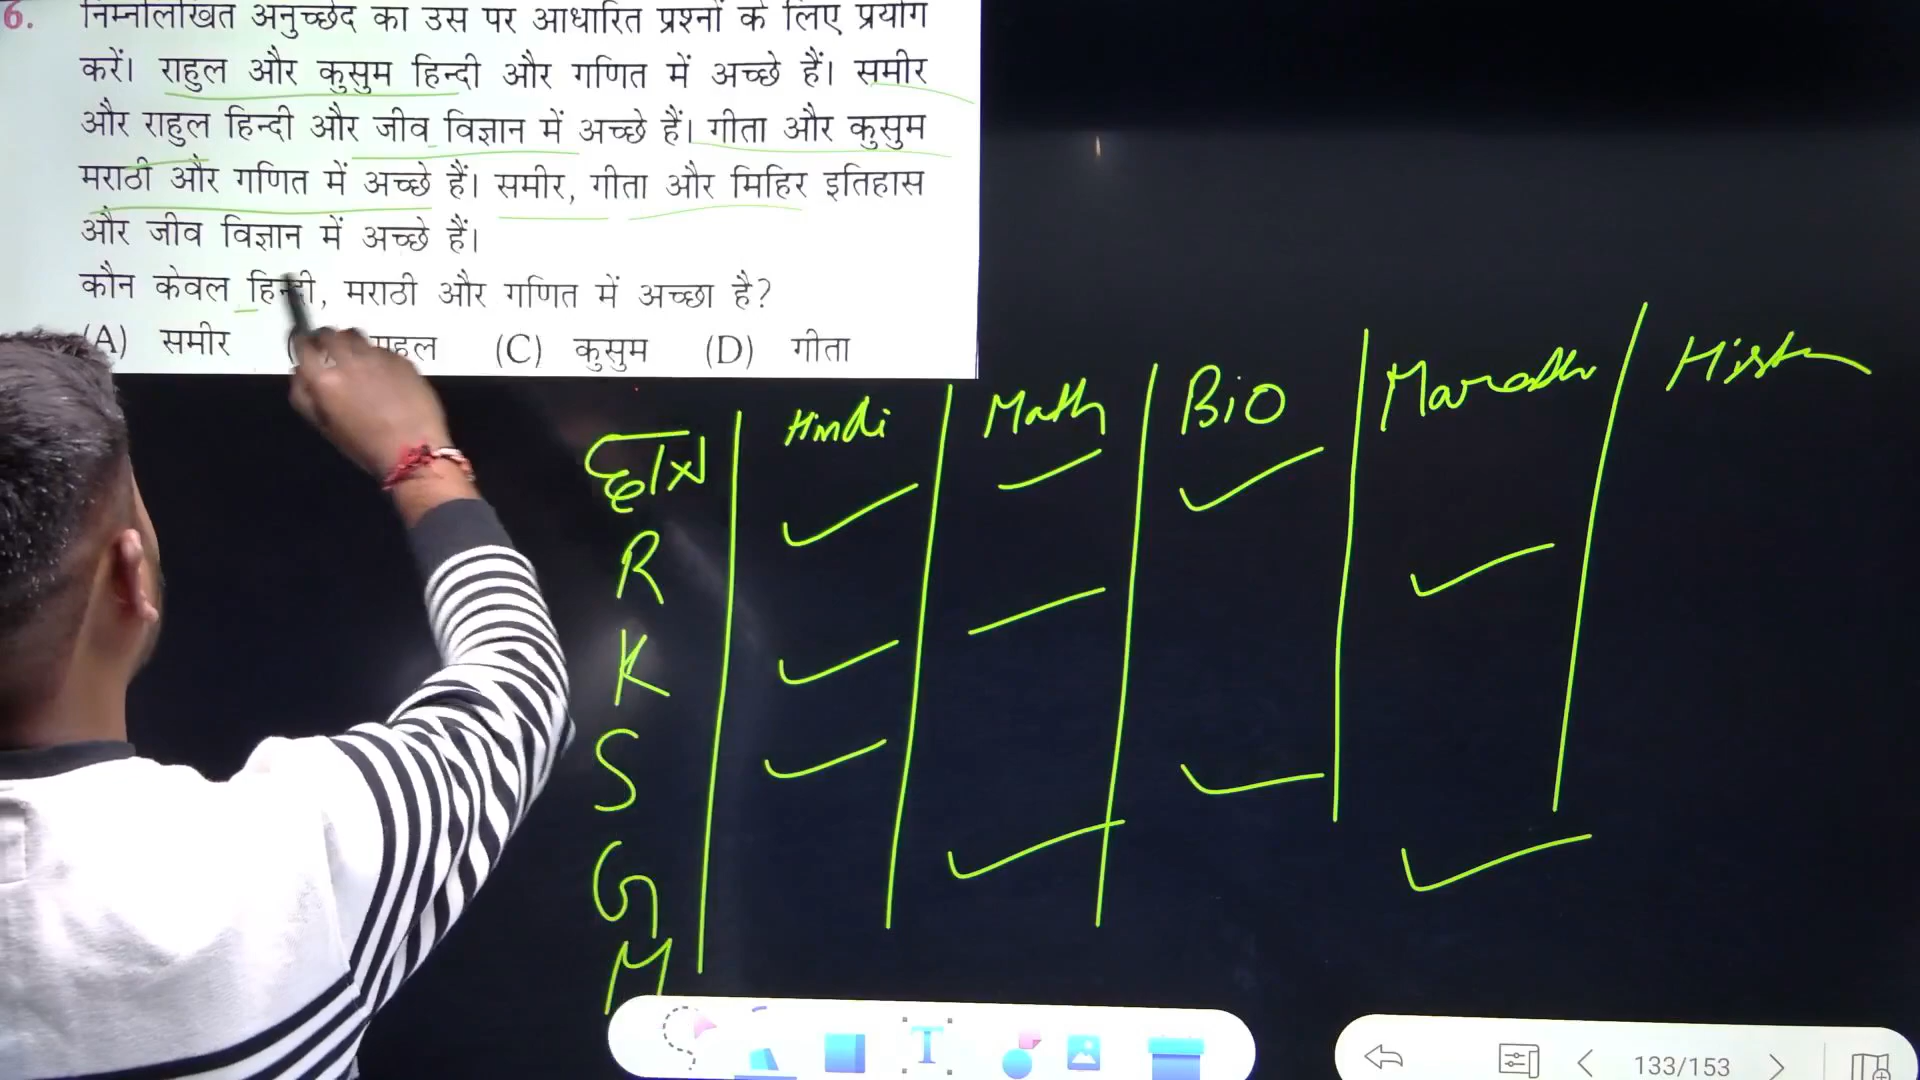 6. निम्नलिखित अनुच्छेद का उस पर आधारित प्रश्नों के लिए प्रयोग
करें। राहुल और कुसुम हिन्दी और गणित में अच्छे हैं। समीर
और राहुल हिन्दी और जीव विज्ञान में अच्छे हैं। गीता और कुसुम
मराठी और गणित में अच्छे हैं। समीर, गीता और मिहिर इतिहास
और जीव विज्ञान में अच्छे हैं।
कौन केवल हिन्दी, मराठी और गणित में अच्छा है?
(A) समीर राहुल (C) कुसुम (D) गीता
छात्र Hindi Math BiO
R
K
S
G
M
T
133/153